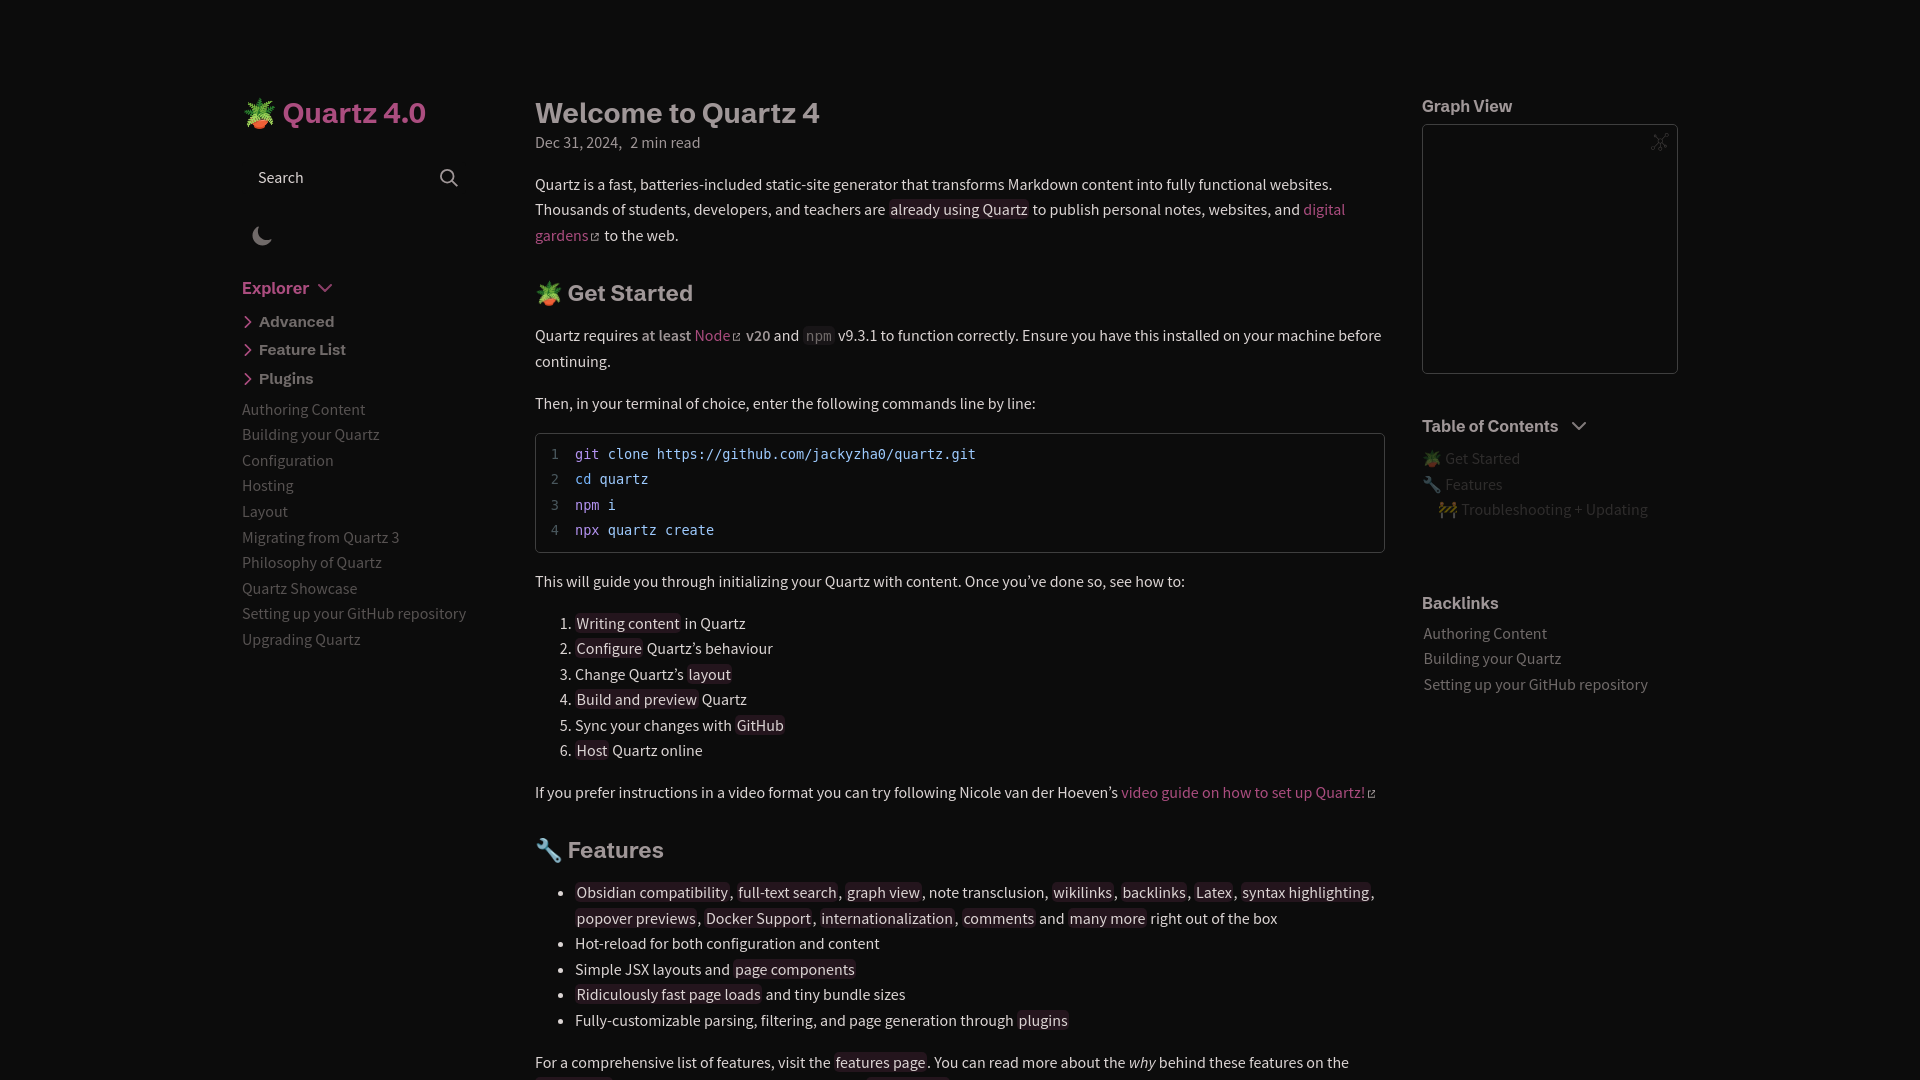 🪴 Quartz 4.0
Search
Explorer
Advanced
Feature List
Plugins
Authoring Content
Building your Quartz
Configuration
Hosting
Layout
Migrating from Quartz 3
Philosophy of Quartz
Quartz Showcase
Setting up your GitHub repository
Upgrading Quartz
Welcome to Quartz 4
Dec 31, 2024, 2 min read
Quartz is a fast, batteries-included static-site generator that transforms Markdown content into fully functional websites.
Thousands of students, developers, and teachers are already using Quartz to publish personal notes, websites, and digital
gardens to the web.
🪴 Get Started
Quartz requires at least Node v20 and npm v9.3.1 to function correctly. Ensure you have this installed on your machine before
continuing.
Then, in your terminal of choice, enter the following commands line by line:
1 git clone https://github.com/jackyzha0/quartz.git
2 cd quartz
3 npm i
4 npx quartz create
This will guide you through initializing your Quartz with content. Once you’ve done so, see how to:
1. Writing content in Quartz
2. Configure Quartz’s behaviour
3. Change Quartz’s layout
4. Build and preview Quartz
5. Sync your changes with GitHub
6. Host Quartz online
If you prefer instructions in a video format you can try following Nicole van der Hoeven’s video guide on how to set up Quartz!
🔧 Features
• Obsidian compatibility, full-text search, graph view, note transclusion, wikilinks, backlinks, Latex, syntax highlighting,
popover previews, Docker Support, internationalization, comments and many more right out of the box
• Hot-reload for both configuration and content
• Simple JSX layouts and page components
• Ridiculously fast page loads and tiny bundle sizes
• Fully-customizable parsing, filtering, and page generation through plugins
For a comprehensive list of features, visit the features page. You can read more about the why behind these features on the
Graph View
Table of Contents
🪴 Get Started
🔧 Features
🚧 Troubleshooting + Updating
Backlinks
Authoring Content
Building your Quartz
Setting up your GitHub repository